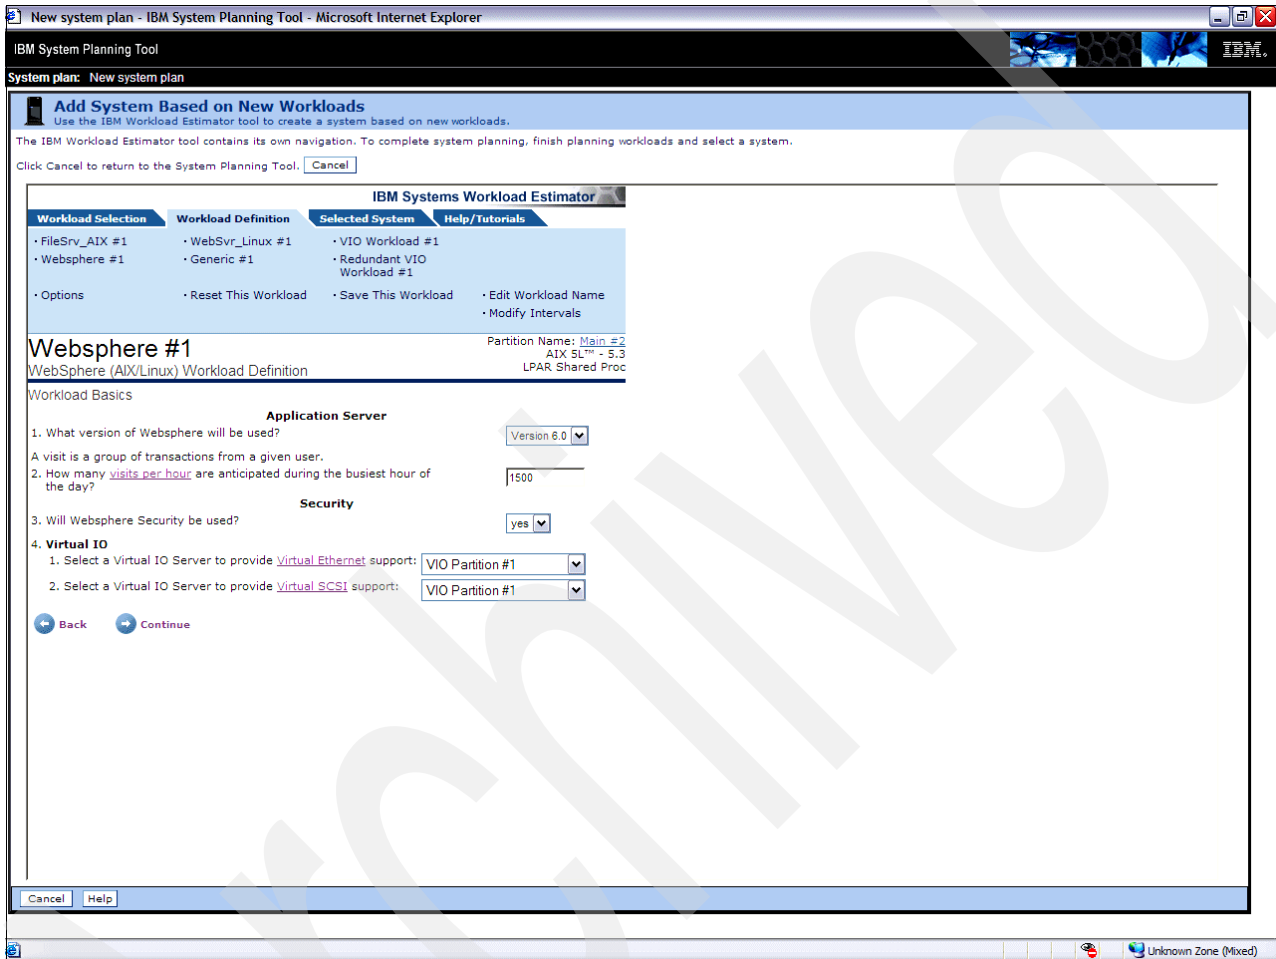 New system plan - IBM System Planning Tool - Microsoft Internet Explorer
IBM System Planning Tool
IBM.
System plan: New system plan
Add System Based on New Workloads
Use the IBM Workload Estimator tool to create a system based on new workloads.
The IBM Workload Estimator tool contains its own navigation. To complete system planning, finish planning workloads and select a system.
Click Cancel to return to the System Planning Tool. Cancel
IBM Systems Workload Estimator
Workload Selection Workload Definition Selected System Help/Tutorials
· FileSrv_AIX #1 · WebSvr_Linux #1 · VIO Workload #1
· Websphere #1 · Generic #1 · Redundant VIO
Workload #1
· Options · Reset This Workload · Save This Workload · Edit Workload Name
· Modify Intervals
Websphere #1
Partition Name: Main #2
AIX 5L™ - 5.3
WebSphere (AIX/Linux) Workload Definition
LPAR Shared Proc
Workload Basics
Application Server
1. What version of Websphere will be used? Version 6.0
A visit is a group of transactions from a given user.
2. How many visits per hour are anticipated during the busiest hour of
the day?
1500
Security
3. Will Websphere Security be used? yes
4. Virtual IO
1. Select a Virtual IO Server to provide Virtual Ethernet support: VIO Partition #1
2. Select a Virtual IO Server to provide Virtual SCSI support: VIO Partition #1
Back Continue
Cancel Help
Unknown Zone (Mixed)
Archived